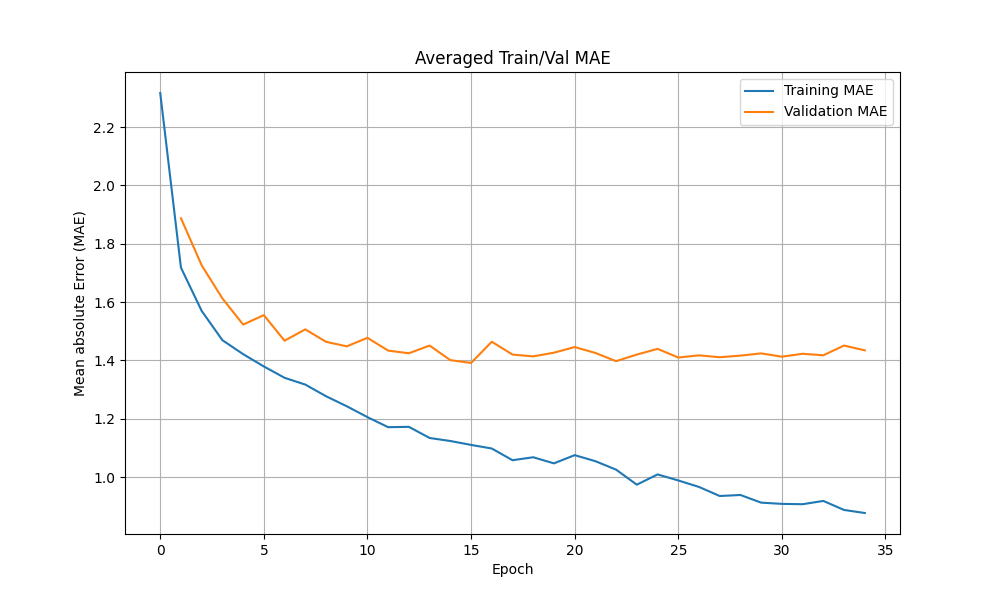 Averaged Train/Val MAE
Training MAE
Validation MAE
Mean absolute Error (MAE)
2.2
2.0
1.8
1.6
1.4
1.2
1.0
0 5 10 15 20 25 30 35
Epoch